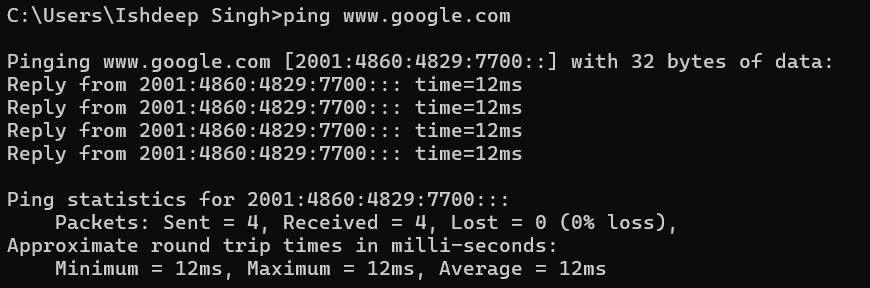 C:\Users\Ishdeep Singh>ping www.google.com
Pinging www.google.com [2001:4860:4829:7700::] with 32 bytes of data:
Reply from 2001:4860:4829:7700::: time=12ms
Reply from 2001:4860:4829:7700::: time=12ms
Reply from 2001:4860:4829:7700::: time=12ms
Reply from 2001:4860:4829:7700::: time=12ms
Ping statistics for 2001:4860:4829:7700:::
    Packets: Sent = 4, Received = 4, Lost = 0 (0% loss),
Approximate round trip times in milli-seconds:
    Minimum = 12ms, Maximum = 12ms, Average = 12ms